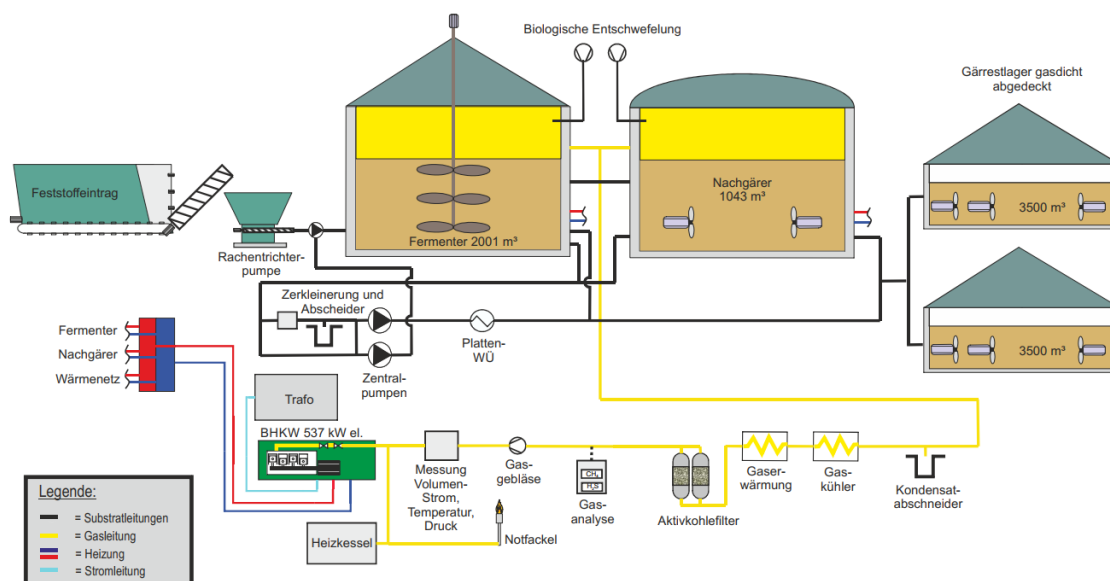 Biologische Entschwefelung
Gärrestlager gasdicht
abgedeckt
Feststoffeintrag
Rachentrichter-
pumpe
Fermenter 2001 m³
Nachgärer
1043 m³
3500 m³
3500 m³
Zerkleinerung und
Abscheider
Platten-
WÜ
Zentral-
pumpen
Fermenter
Nachgärer
Wärmenetz
Trafo
BHKW 537 kW el.
Messung
Volumen-
Strom,
Temperatur,
Druck
Gas-
gebläse
CH₄
H₂S
Gas-
analyse
Aktivkohlefilter
Gaser-
wärmung
Gas-
kühler
Kondensat-
abschneider
Heizkessel
Notfackel
Legende:
= Substratleitungen
= Gasleitung
= Heizung
= Stromleitung